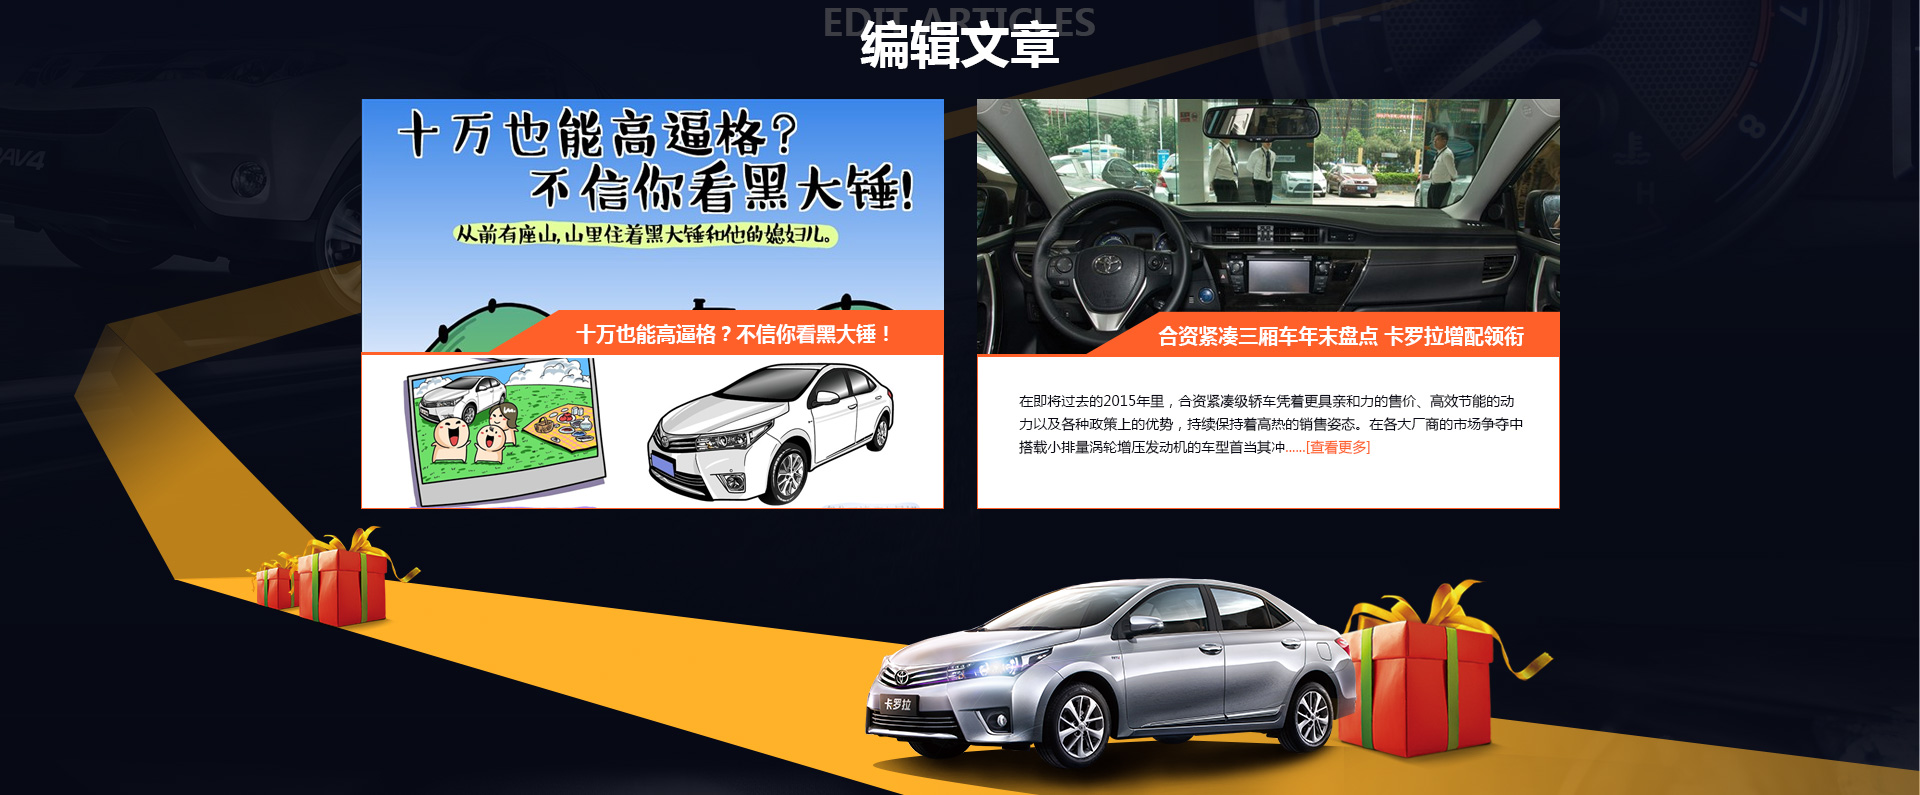 EDIT ARTICLES
编辑文章
RAV4
7
8
H
十万也能高逼格?
不信你看黑大锤!
从前有座山,山里住着黑大锤和他的媳妇儿。
十万也能高逼格？不信你看黑大锤！
合资紧凑三厢车年末盘点 卡罗拉增配领衔
在即将过去的2015年里，合资紧凑级轿车凭着更具亲和力的售价、高效节能的动
力以及各种政策上的优势，持续保持着高热的销售姿态。在各大厂商的市场争夺中
搭载小排量涡轮增压发动机的车型首当其冲......[查看更多]
卡罗拉